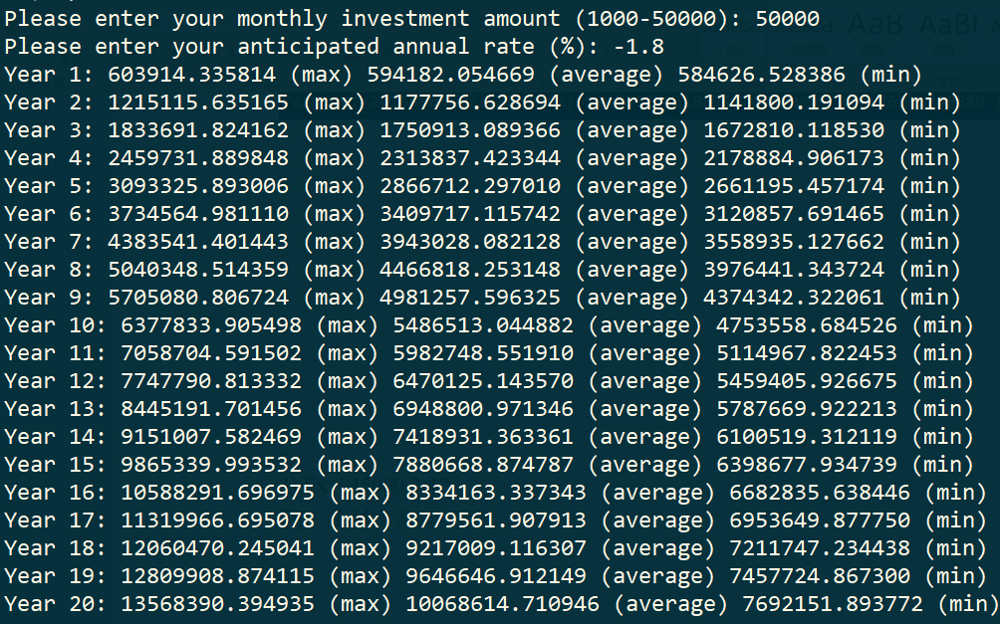 Please enter your monthly investment amount (1000-50000): 50000
Please enter your anticipated annual rate (%): -1.8
Year 1: 603914.335814 (max) 594182.054669 (average) 584626.528386 (min)
Year 2: 1215115.635165 (max) 1177756.628694 (average) 1141800.191094 (min)
Year 3: 1833691.824162 (max) 1750913.089366 (average) 1672810.118530 (min)
Year 4: 2459731.889848 (max) 2313837.423344 (average) 2178884.906173 (min)
Year 5: 3093325.893006 (max) 2866712.297010 (average) 2661195.457174 (min)
Year 6: 3734564.981110 (max) 3409717.115742 (average) 3120857.691465 (min)
Year 7: 4383541.401443 (max) 3943028.082128 (average) 3558935.127662 (min)
Year 8: 5040348.514359 (max) 4466818.253148 (average) 3976441.343724 (min)
Year 9: 5705080.806724 (max) 4981257.596325 (average) 4374342.322061 (min)
Year 10: 6377833.905498 (max) 5486513.044882 (average) 4753558.684526 (min)
Year 11: 7058704.591502 (max) 5982748.551910 (average) 5114967.822453 (min)
Year 12: 7747790.813332 (max) 6470125.143570 (average) 5459405.926675 (min)
Year 13: 8445191.701456 (max) 6948800.971346 (average) 5787669.922213 (min)
Year 14: 9151007.582469 (max) 7418931.363361 (average) 6100519.312119 (min)
Year 15: 9865339.993532 (max) 7880668.874787 (average) 6398677.934739 (min)
Year 16: 10588291.696975 (max) 8334163.337343 (average) 6682835.638446 (min)
Year 17: 11319966.695078 (max) 8779561.907913 (average) 6953649.877750 (min)
Year 18: 12060470.245041 (max) 9217009.116307 (average) 7211747.234438 (min)
Year 19: 12809908.874115 (max) 9646646.912149 (average) 7457724.867300 (min)
Year 20: 13568390.394935 (max) 10068614.710946 (average) 7692151.893772 (min)